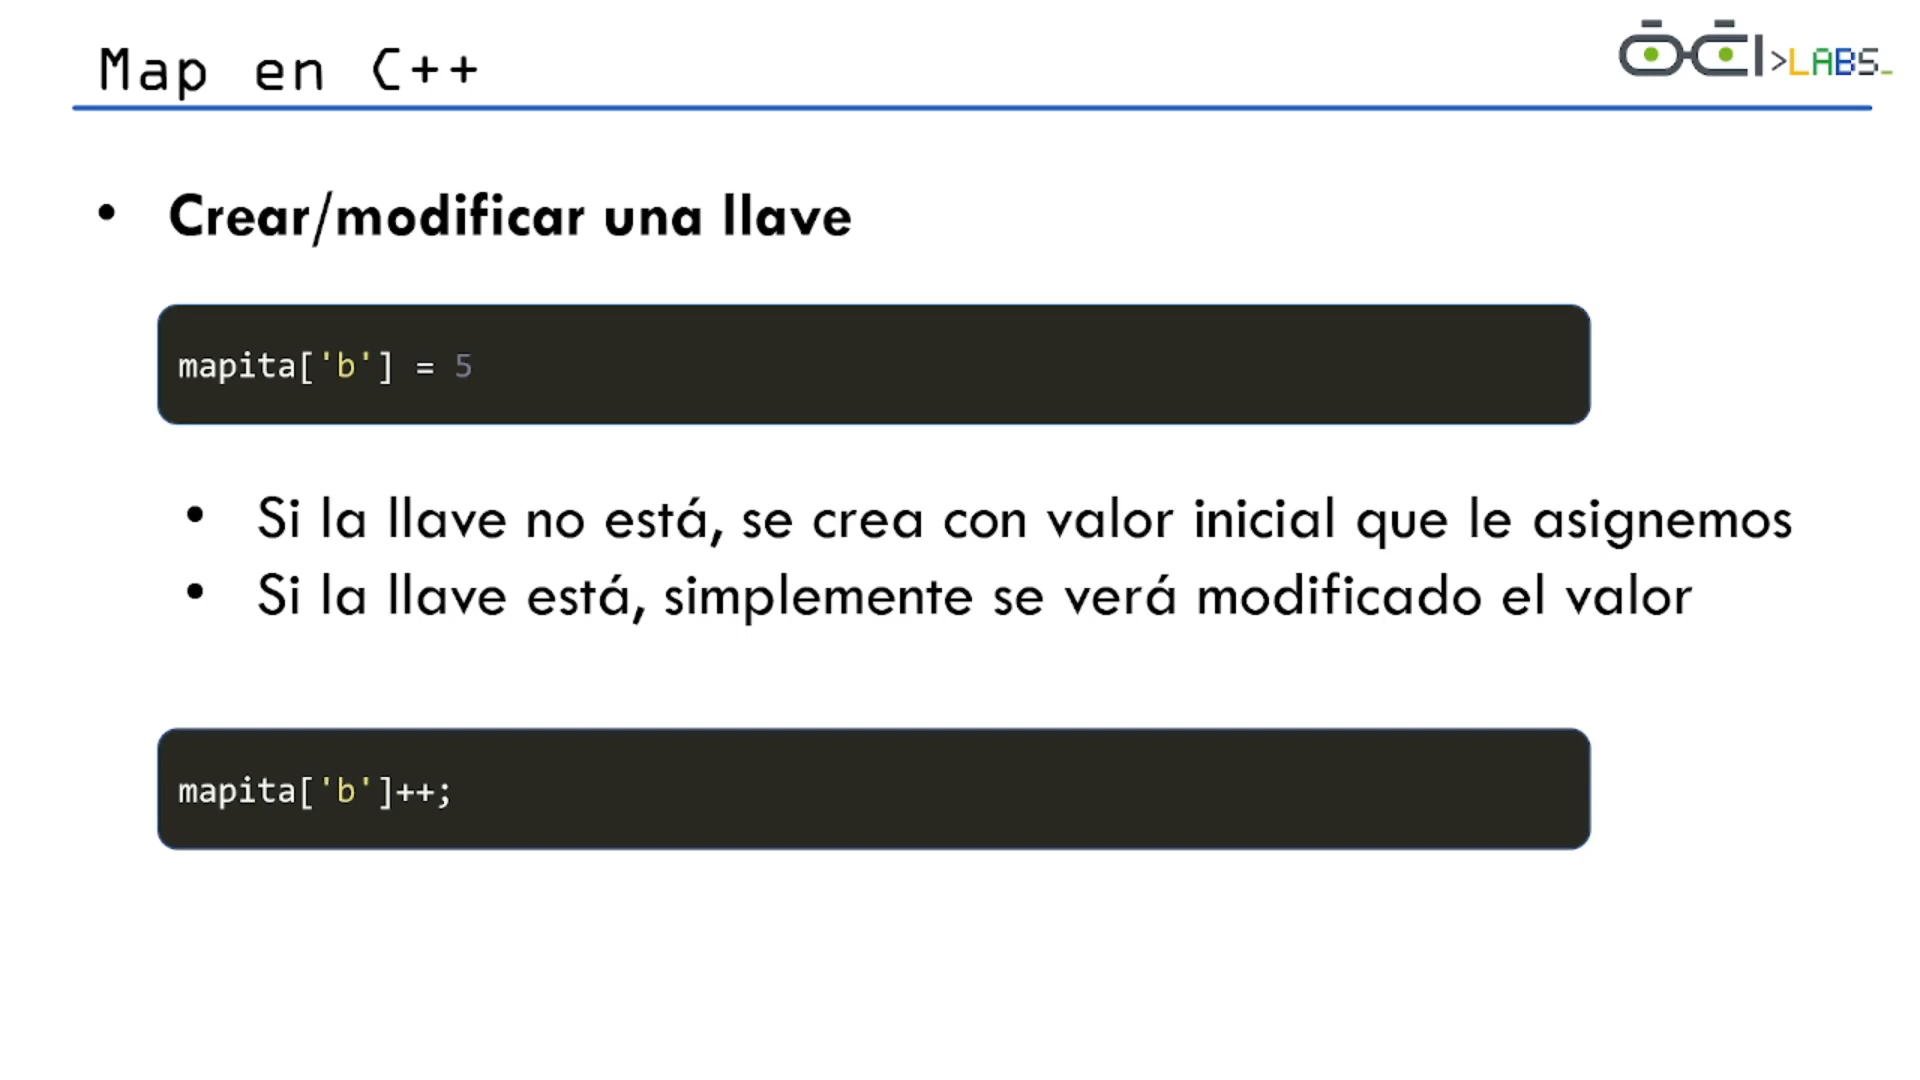 Map en C++
OCI>LABS_
• Crear/modificar una llave
mapita['b'] = 5
• Si la llave no está, se crea con valor inicial que le asignemos
• Si la llave está, simplemente se verá modificado el valor
mapita['b']++;